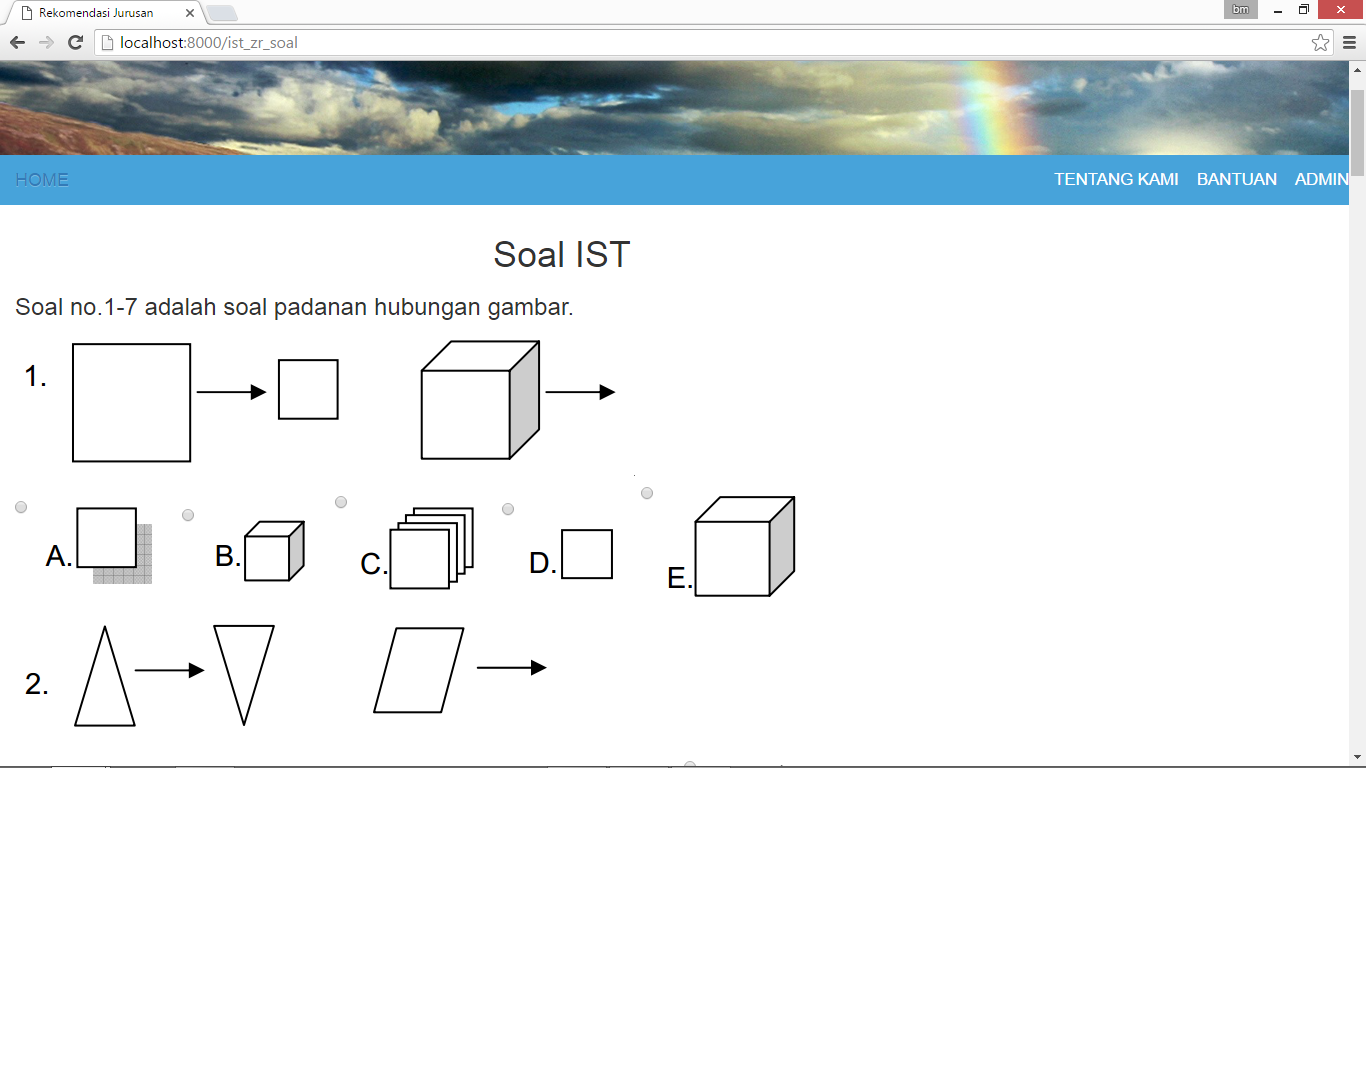 Rekomendasi Jurusan
bm
localhost:8000/ist_zr_soal
HOME TENTANG KAMI BANTUAN ADMIN
Soal IST
Soal no.1-7 adalah soal padanan hubungan gambar.
1.
A. B. C. D. E.
2.